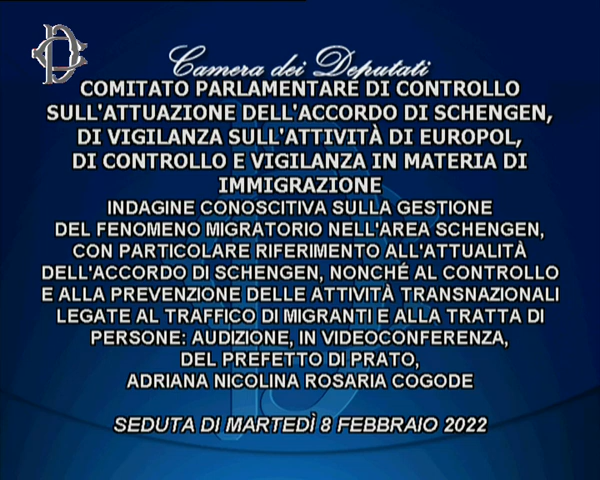 Camera dei Deputati
COMITATO PARLAMENTARE DI CONTROLLO
SULL'ATTUAZIONE DELL'ACCORDO DI SCHENGEN,
DI VIGILANZA SULL'ATTIVITÀ DI EUROPOL,
DI CONTROLLO E VIGILANZA IN MATERIA DI
IMMIGRAZIONE
INDAGINE CONOSCITIVA SULLA GESTIONE
DEL FENOMENO MIGRATORIO NELL'AREA SCHENGEN,
CON PARTICOLARE RIFERIMENTO ALL'ATTUALITÀ
DELL'ACCORDO DI SCHENGEN, NONCHÉ AL CONTROLLO
E ALLA PREVENZIONE DELLE ATTIVITÀ TRANSNAZIONALI
LEGATE AL TRAFFICO DI MIGRANTI E ALLA TRATTA DI
PERSONE: AUDIZIONE, IN VIDEOCONFERENZA,
DEL PREFETTO DI PRATO,
ADRIANA NICOLINA ROSARIA COGODE
SEDUTA DI MARTEDÌ 8 FEBBRAIO 2022